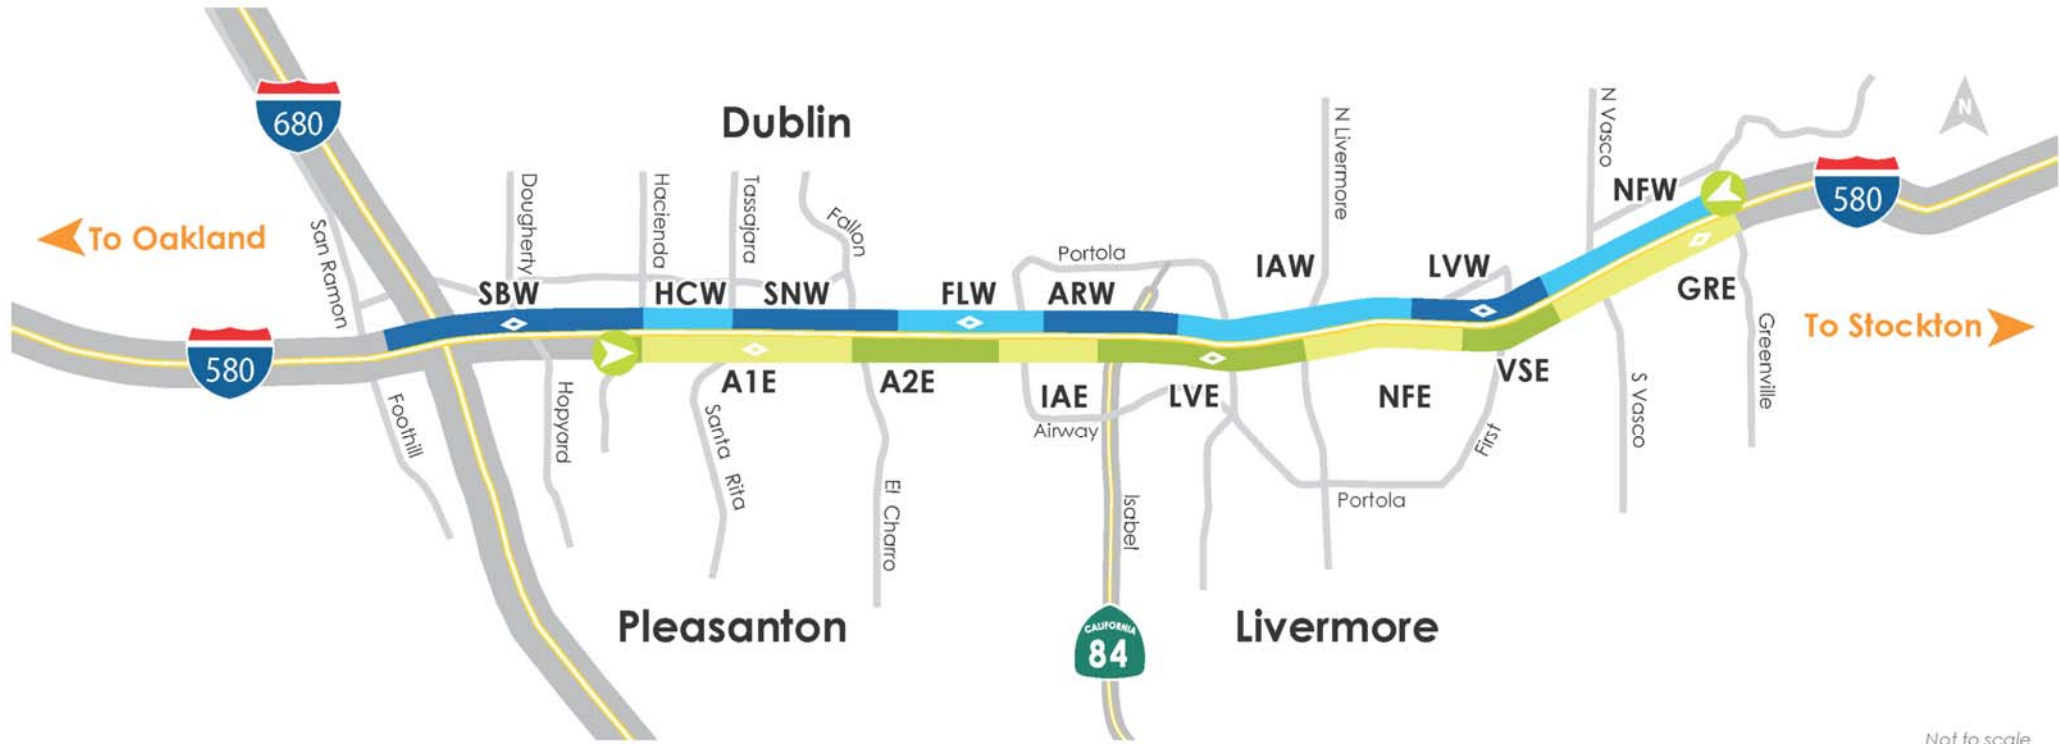 680
Dublin
N Vasco
N
N Livermore
580
NFW
Dougherty
Hacienda
Tassajara
Fallon
To Oakland
San Ramon
Portola
IAW
LVW
SBW
HCW
SNW
FLW
ARW
GRE
To Stockton
Greenville
580
A1E
A2E
IAE
LVE
NFE
VSE
Foothill
Hopyard
Santa Rita
Airway
First
S Vasco
El Charro
Isabel
Portola
Pleasanton
Livermore
CALIFORNIA
84
Not to scale